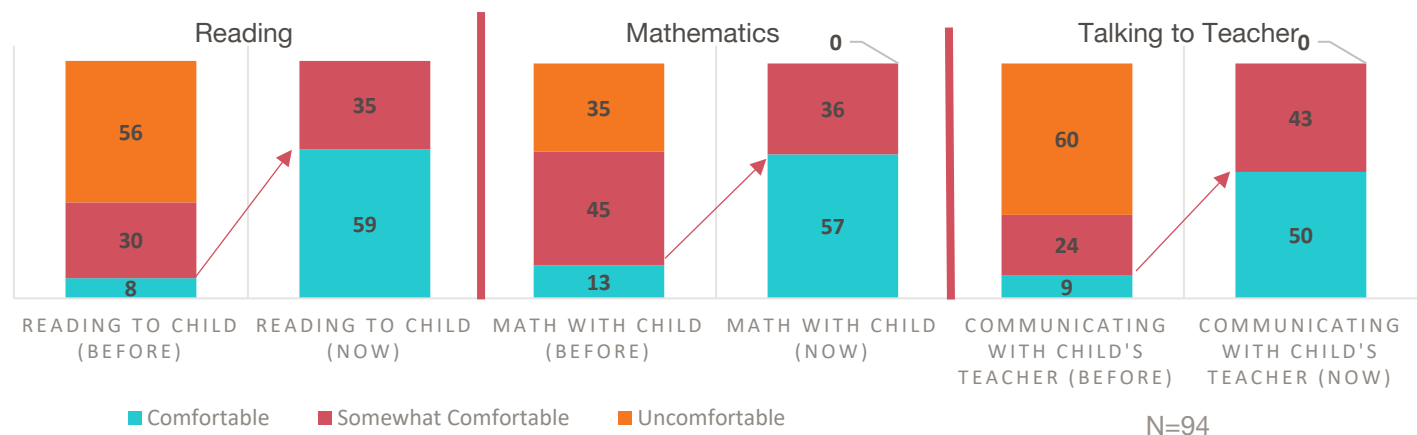 Reading
Mathematics
Talking to Teacher
0
0
56
35
35
36
60
43
30
59
45
57
24
50
8
13
9
READING TO CHILD (BEFORE)
READING TO CHILD (NOW)
MATH WITH CHILD (BEFORE)
MATH WITH CHILD (NOW)
COMMUNICATING WITH CHILD'S TEACHER (BEFORE)
COMMUNICATING WITH CHILD'S TEACHER (NOW)
Comfortable
Somewhat Comfortable
Uncomfortable
N=94